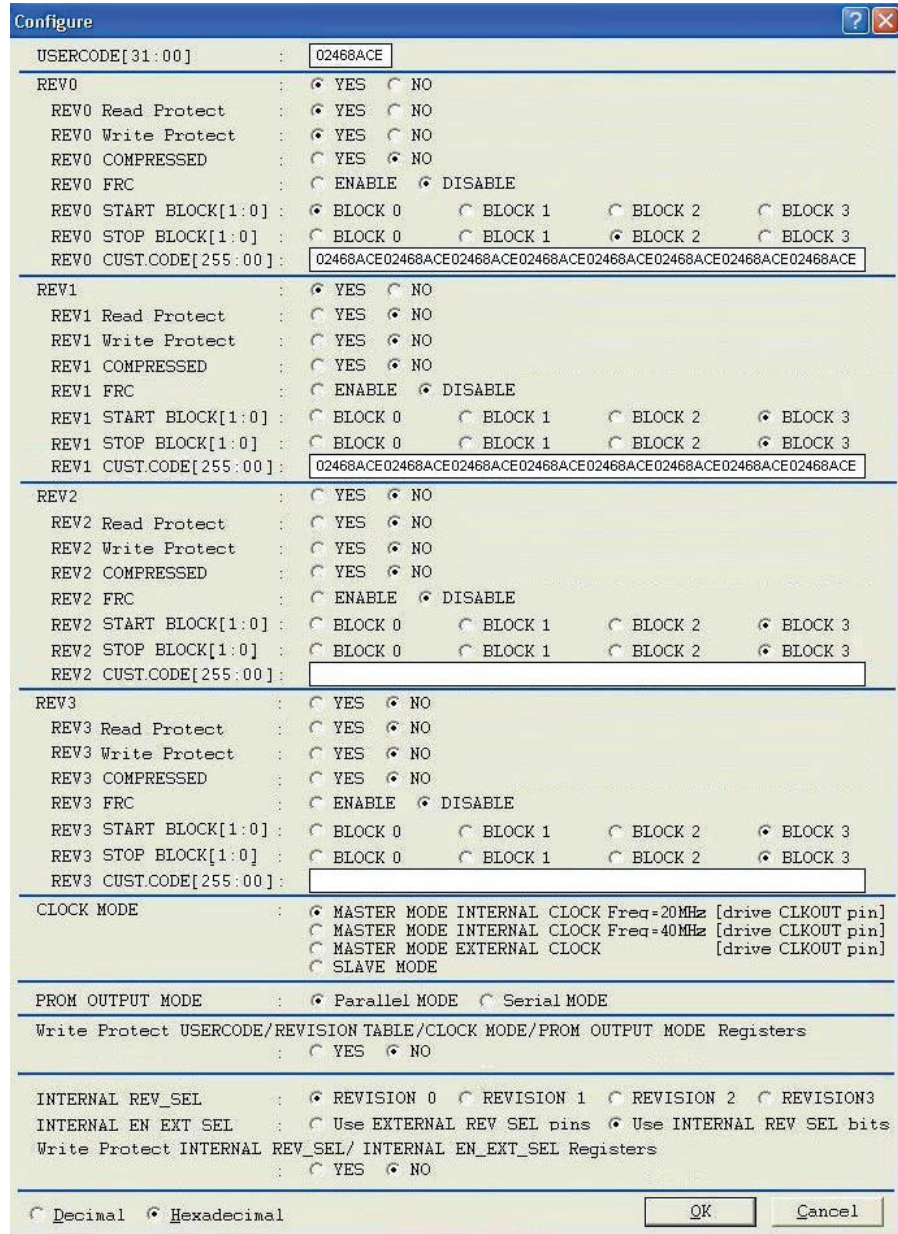 Configure
USERCODE[31:00] : 02468ACE
REV0 : YES NO
REV0 Read Protect : YES NO
REV0 Write Protect : YES NO
REV0 COMPRESSED : YES NO
REV0 FRC : ENABLE DISABLE
REV0 START BLOCK[1:0] : BLOCK 0 BLOCK 1 BLOCK 2 BLOCK 3
REV0 STOP BLOCK[1:0] : BLOCK 0 BLOCK 1 BLOCK 2 BLOCK 3
REV0 CUST.CODE[255:00]: 02468ACE02468ACE02468ACE02468ACE02468ACE02468ACE02468ACE02468ACE
REV1 : YES NO
REV1 Read Protect : YES NO
REV1 Write Protect : YES NO
REV1 COMPRESSED : YES NO
REV1 FRC : ENABLE DISABLE
REV1 START BLOCK[1:0] : BLOCK 0 BLOCK 1 BLOCK 2 BLOCK 3
REV1 STOP BLOCK[1:0] : BLOCK 0 BLOCK 1 BLOCK 2 BLOCK 3
REV1 CUST.CODE[255:00]: 02468ACE02468ACE02468ACE02468ACE02468ACE02468ACE02468ACE02468ACE
REV2 : YES NO
REV2 Read Protect : YES NO
REV2 Write Protect : YES NO
REV2 COMPRESSED : YES NO
REV2 FRC : ENABLE DISABLE
REV2 START BLOCK[1:0] : BLOCK 0 BLOCK 1 BLOCK 2 BLOCK 3
REV2 STOP BLOCK[1:0] : BLOCK 0 BLOCK 1 BLOCK 2 BLOCK 3
REV2 CUST.CODE[255:00]:
REV3 : YES NO
REV3 Read Protect : YES NO
REV3 Write Protect : YES NO
REV3 COMPRESSED : YES NO
REV3 FRC : ENABLE DISABLE
REV3 START BLOCK[1:0] : BLOCK 0 BLOCK 1 BLOCK 2 BLOCK 3
REV3 STOP BLOCK[1:0] : BLOCK 0 BLOCK 1 BLOCK 2 BLOCK 3
REV3 CUST.CODE[255:00]:
CLOCK MODE : MASTER MODE INTERNAL CLOCK Freq=20MHz [drive CLKOUT pin]
MASTER MODE INTERNAL CLOCK Freq=40MHz [drive CLKOUT pin]
MASTER MODE EXTERNAL CLOCK [drive CLKOUT pin]
SLAVE MODE
PROM OUTPUT MODE : Parallel MODE Serial MODE
Write Protect USERCODE/REVISION TABLE/CLOCK MODE/PROM OUTPUT MODE Registers
: YES NO
INTERNAL REV_SEL : REVISION 0 REVISION 1 REVISION 2 REVISION3
INTERNAL EN EXT SEL : Use EXTERNAL REV SEL pins Use INTERNAL REV SEL bits
Write Protect INTERNAL REV_SEL/ INTERNAL EN_EXT_SEL Registers
: YES NO
Decimal Hexadecimal OK Cancel